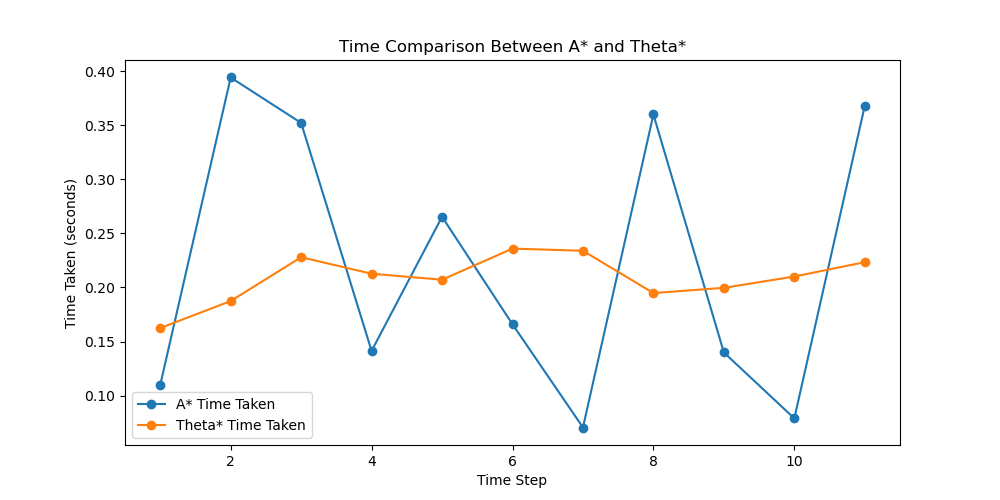 Time Comparison Between A* and Theta*
0.40
0.35
0.30
0.25
0.20
0.15
0.10
Time Taken (seconds)
A* Time Taken
Theta* Time Taken
2 4 6 8 10
Time Step